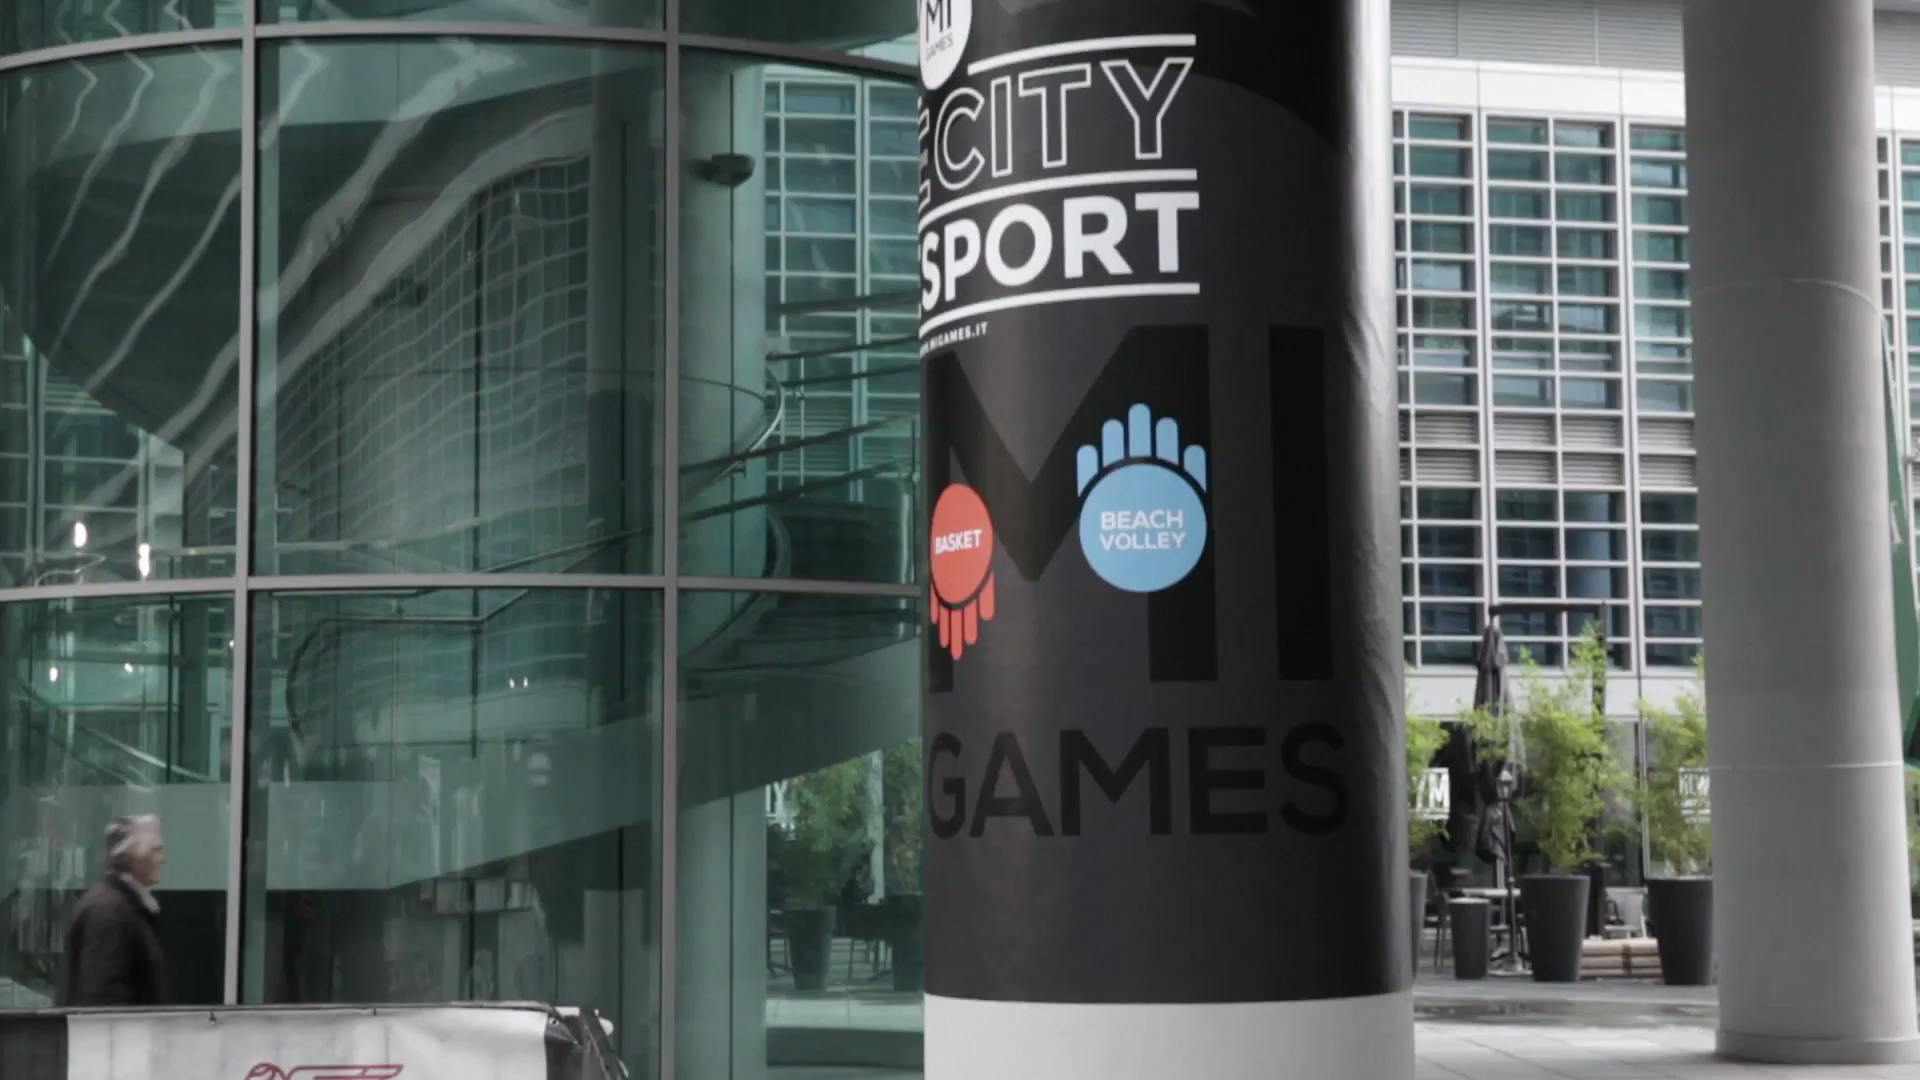 MI
GAMES
CITY
SPORT
MIGAMES.IT
MI
BASKET
BEACH
VOLLEY
GAMES